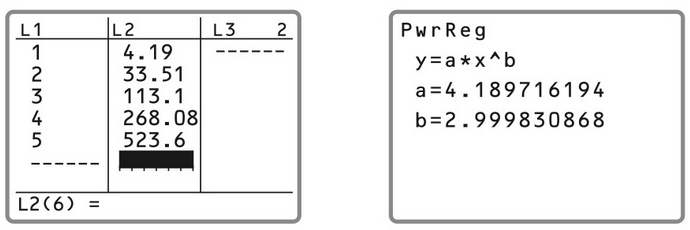 L1 L2 L3 2
1 4.19 ------
2 33.51
3 113.1
4 268.08
5 523.6
------
L2(6) =
PwrReg
y=a*x^b
a=4.189716194
b=2.999830868